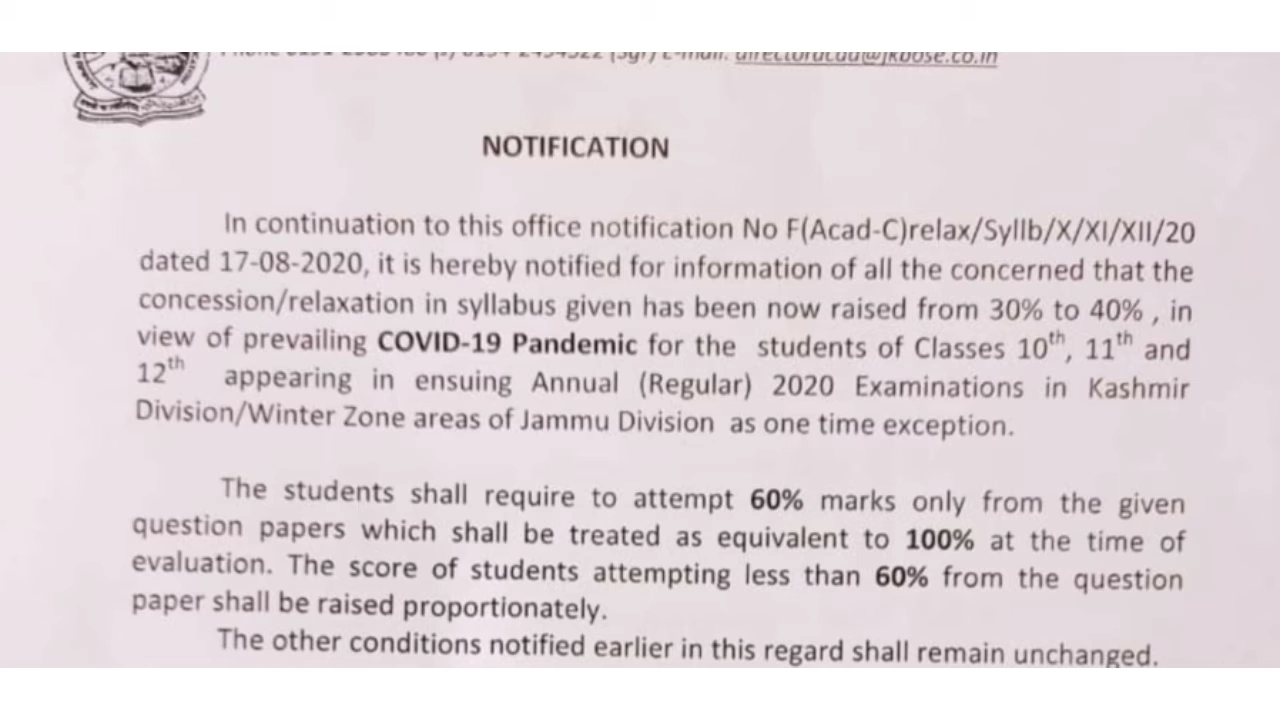 directoracad@jkbose.co.in
NOTIFICATION
In continuation to this office notification No F(Acad-C)relax/Syllb/X/XI/XII/20
dated 17-08-2020, it is hereby notified for information of all the concerned that the
concession/relaxation in syllabus given has been now raised from 30% to 40% , in
view of prevailing COVID-19 Pandemic for the students of Classes 10th, 11th and
12th appearing in ensuing Annual (Regular) 2020 Examinations in Kashmir
Division/Winter Zone areas of Jammu Division as one time exception.
The students shall require to attempt 60% marks only from the given
question papers which shall be treated as equivalent to 100% at the time of
evaluation. The score of students attempting less than 60% from the question
paper shall be raised proportionately.
The other conditions notified earlier in this regard shall remain unchanged.